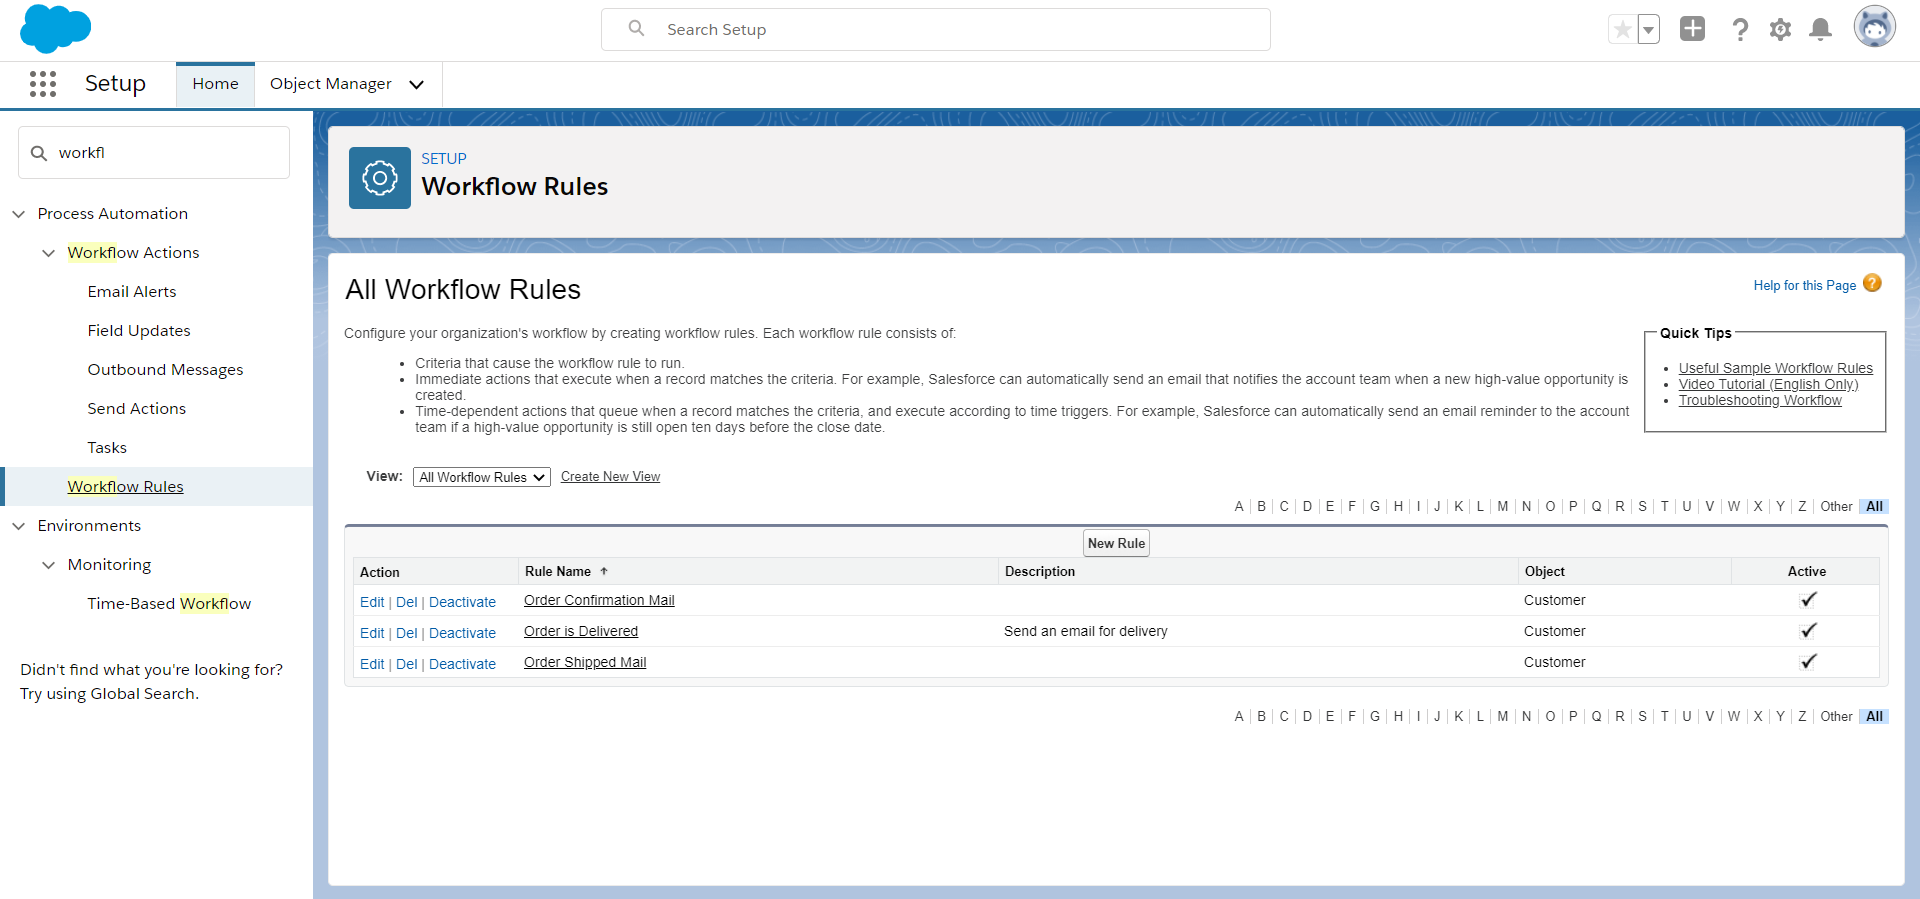 Search Setup
Setup
Home
Object Manager
workfl
Process Automation
Workflow Actions
Email Alerts
Field Updates
Outbound Messages
Send Actions
Tasks
Workflow Rules
Environments
Monitoring
Time-Based Workflow
Didn't find what you're looking for?
Try using Global Search.
SETUP
Workflow Rules
All Workflow Rules
Help for this Page ?
Configure your organization's workflow by creating workflow rules. Each workflow rule consists of:
• Criteria that cause the workflow rule to run.
• Immediate actions that execute when a record matches the criteria. For example, Salesforce can automatically send an email that notifies the account team when a new high-value opportunity is
created.
• Time-dependent actions that queue when a record matches the criteria, and execute according to time triggers. For example, Salesforce can automatically send an email reminder to the account
team if a high-value opportunity is still open ten days before the close date.
Quick Tips
• Useful Sample Workflow Rules
• Video Tutorial (English Only)
• Troubleshooting Workflow
View: All Workflow Rules Create New View
A | B | C | D | E | F | G | H | I | J | K | L | M | N | O | P | Q | R | S | T | U | V | W | X | Y | Z | Other All
New Rule
Action Rule Name ↑ Description Object Active
Edit | Del | Deactivate Order Confirmation Mail Customer ✓
Edit | Del | Deactivate Order is Delivered Send an email for delivery Customer ✓
Edit | Del | Deactivate Order Shipped Mail Customer ✓
A | B | C | D | E | F | G | H | I | J | K | L | M | N | O | P | Q | R | S | T | U | V | W | X | Y | Z | Other All